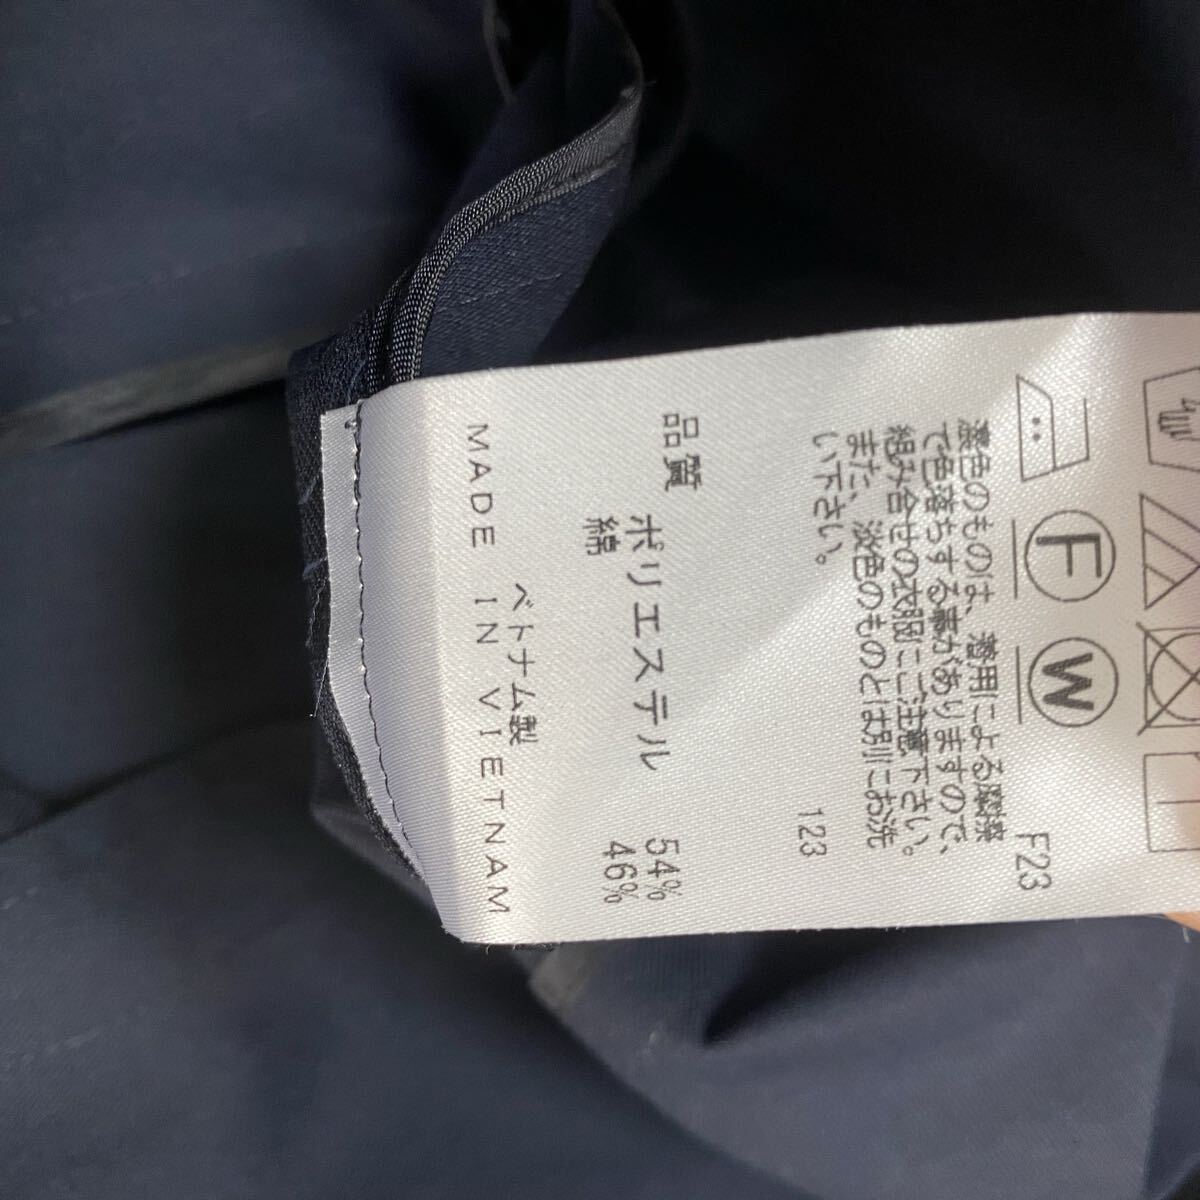 F
W
F23
濃色のものは、着用による摩擦
で色落ちする事がありますので、
組み合せの衣服にご注意下さい。
また、淡色のものとは別にお洗
い下さい。
123
品質
ポリエステル 54%
綿 46%
ベトナム製
MADE IN VIETNAM